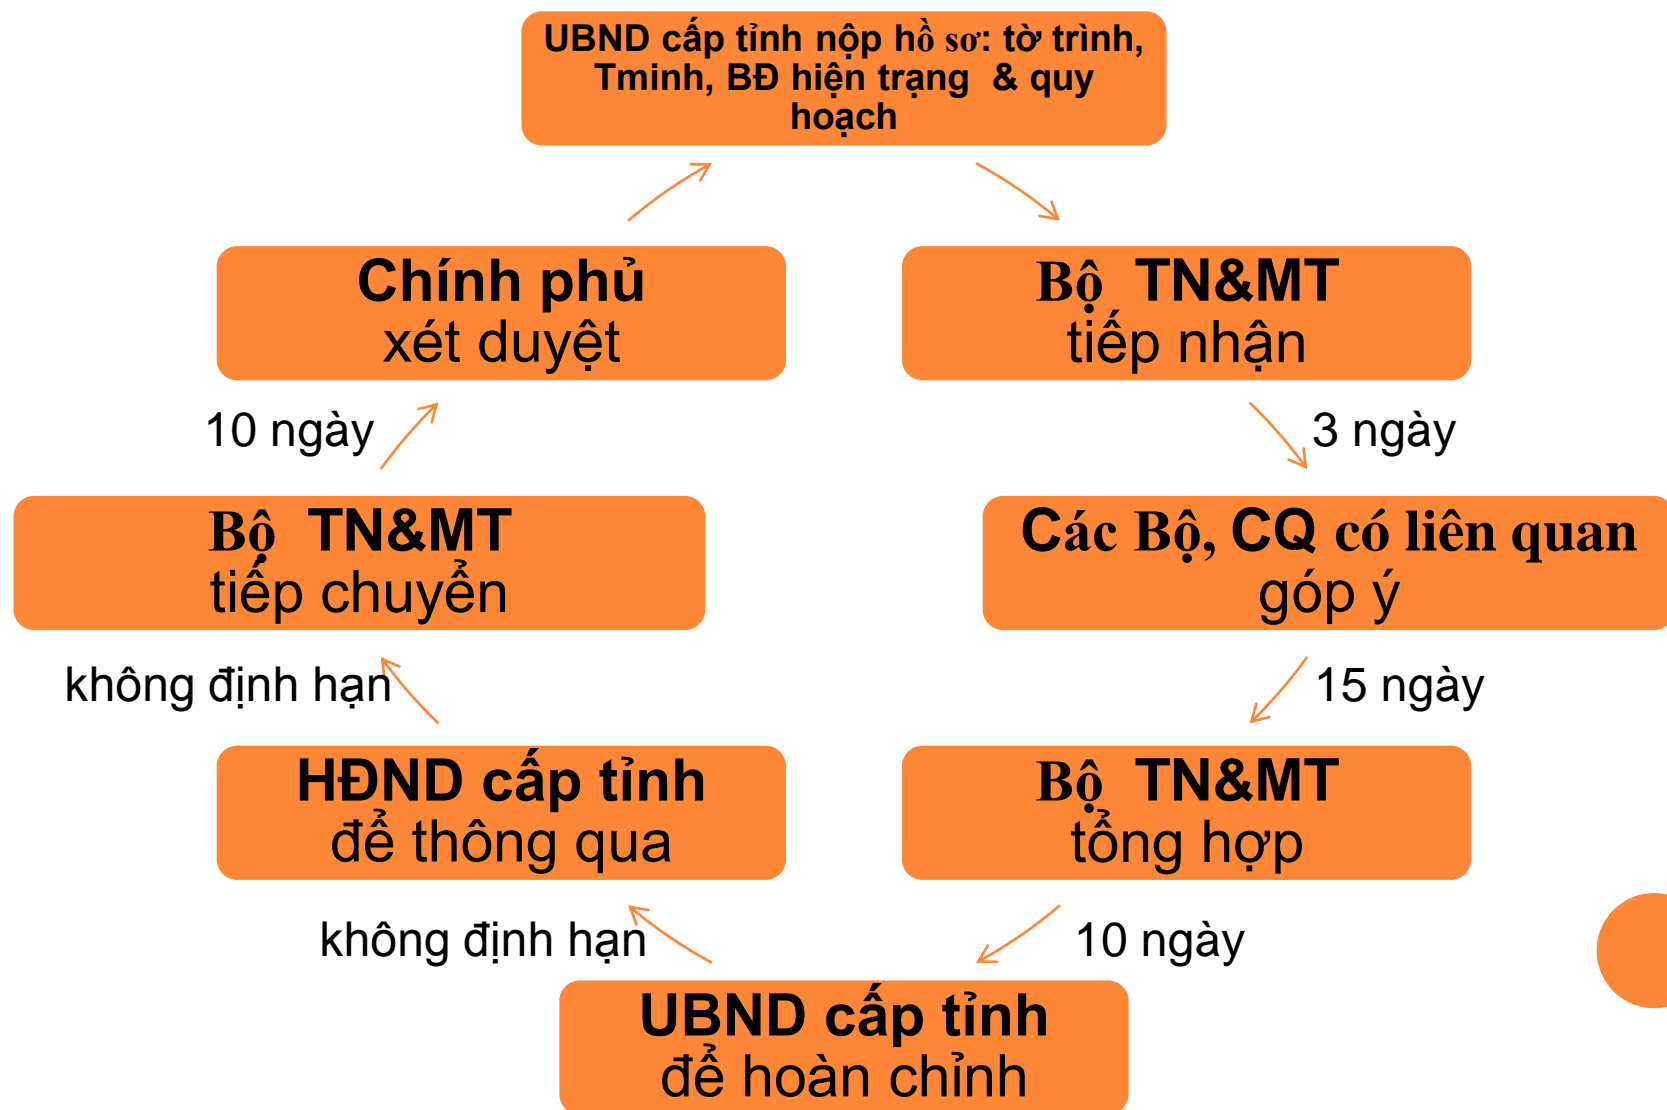 UBND cấp tỉnh nộp hồ sơ: tờ trình,
Tminh, BĐ hiện trạng & quy
hoạch
Chính phủ
xét duyệt
Bộ TN&MT
tiếp nhận
10 ngày
3 ngày
Bộ TN&MT
tiếp chuyển
Các Bộ, CQ có liên quan
góp ý
không định hạn
15 ngày
HĐND cấp tỉnh
để thông qua
Bộ TN&MT
tổng hợp
không định hạn
10 ngày
UBND cấp tỉnh
để hoàn chỉnh